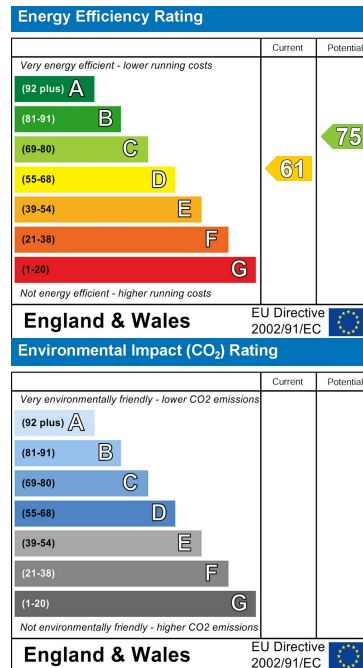 Energy Efficiency Rating
Current Potential
Very energy efficient - lower running costs
(92 plus) A
(81-91) B
(69-80) C
(55-68) D
(39-54) E
(21-38) F
(1-20) G
61
75
Not energy efficient - higher running costs
England & Wales
EU Directive
2002/91/EC
Environmental Impact (CO₂) Rating
Current Potential
Very environmentally friendly - lower CO2 emissions
(92 plus) A
(81-91) B
(69-80) C
(55-68) D
(39-54) E
(21-38) F
(1-20) G
Not environmentally friendly - higher CO2 emissions
England & Wales
EU Directive
2002/91/EC